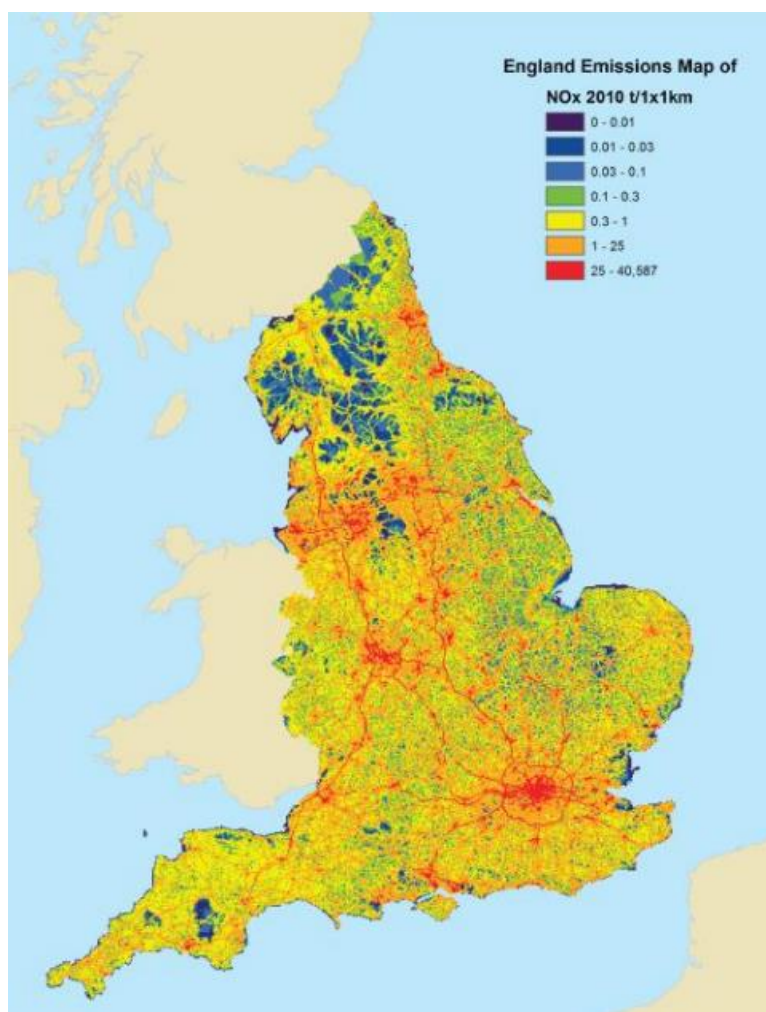 England Emissions Map of
NOx 2010 t/1x1km
0 - 0.01
0.01 - 0.03
0.03 - 0.1
0.1 - 0.3
0.3 - 1
1 - 25
25 - 40,587